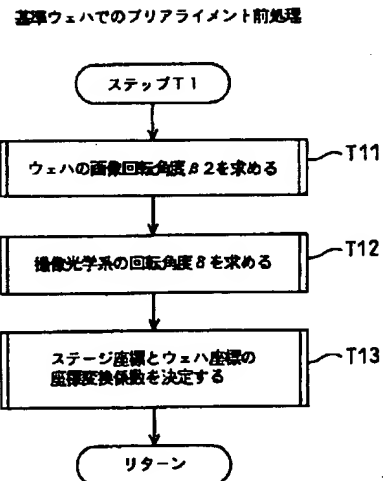 基準ウェハでのプリアライメント前処理
ステップT1
ウェハの画像回転角度β2を求める
T11
撮像光学系の回転角度δを求める
T12
ステージ座標とウェハ座標の
座標変換係数を決定する
T13
リターン